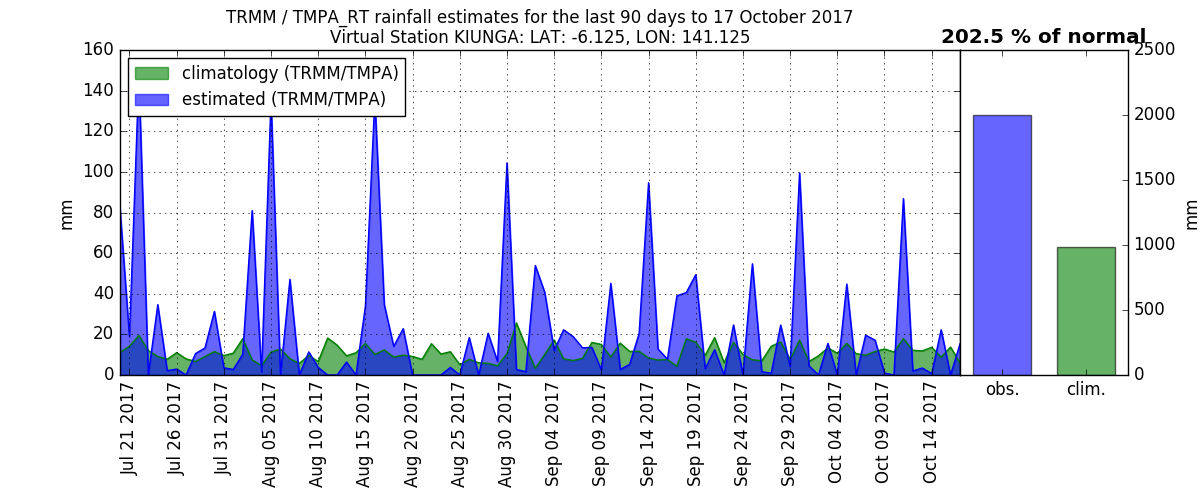 TRMM / TMPA_RT rainfall estimates for the last 90 days to 17 October 2017
Virtual Station KIUNGA: LAT: -6.125, LON: 141.125
202.5 % of normal
climatology (TRMM/TMPA)
estimated (TRMM/TMPA)
160
140
120
100
80
60
40
20
0
mm
Jul 21 2017
Jul 26 2017
Jul 31 2017
Aug 05 2017
Aug 10 2017
Aug 15 2017
Aug 20 2017
Aug 25 2017
Aug 30 2017
Sep 04 2017
Sep 09 2017
Sep 14 2017
Sep 19 2017
Sep 24 2017
Sep 29 2017
Oct 04 2017
Oct 09 2017
Oct 14 2017
obs.
clim.
2500
2000
1500
1000
500
0
mm